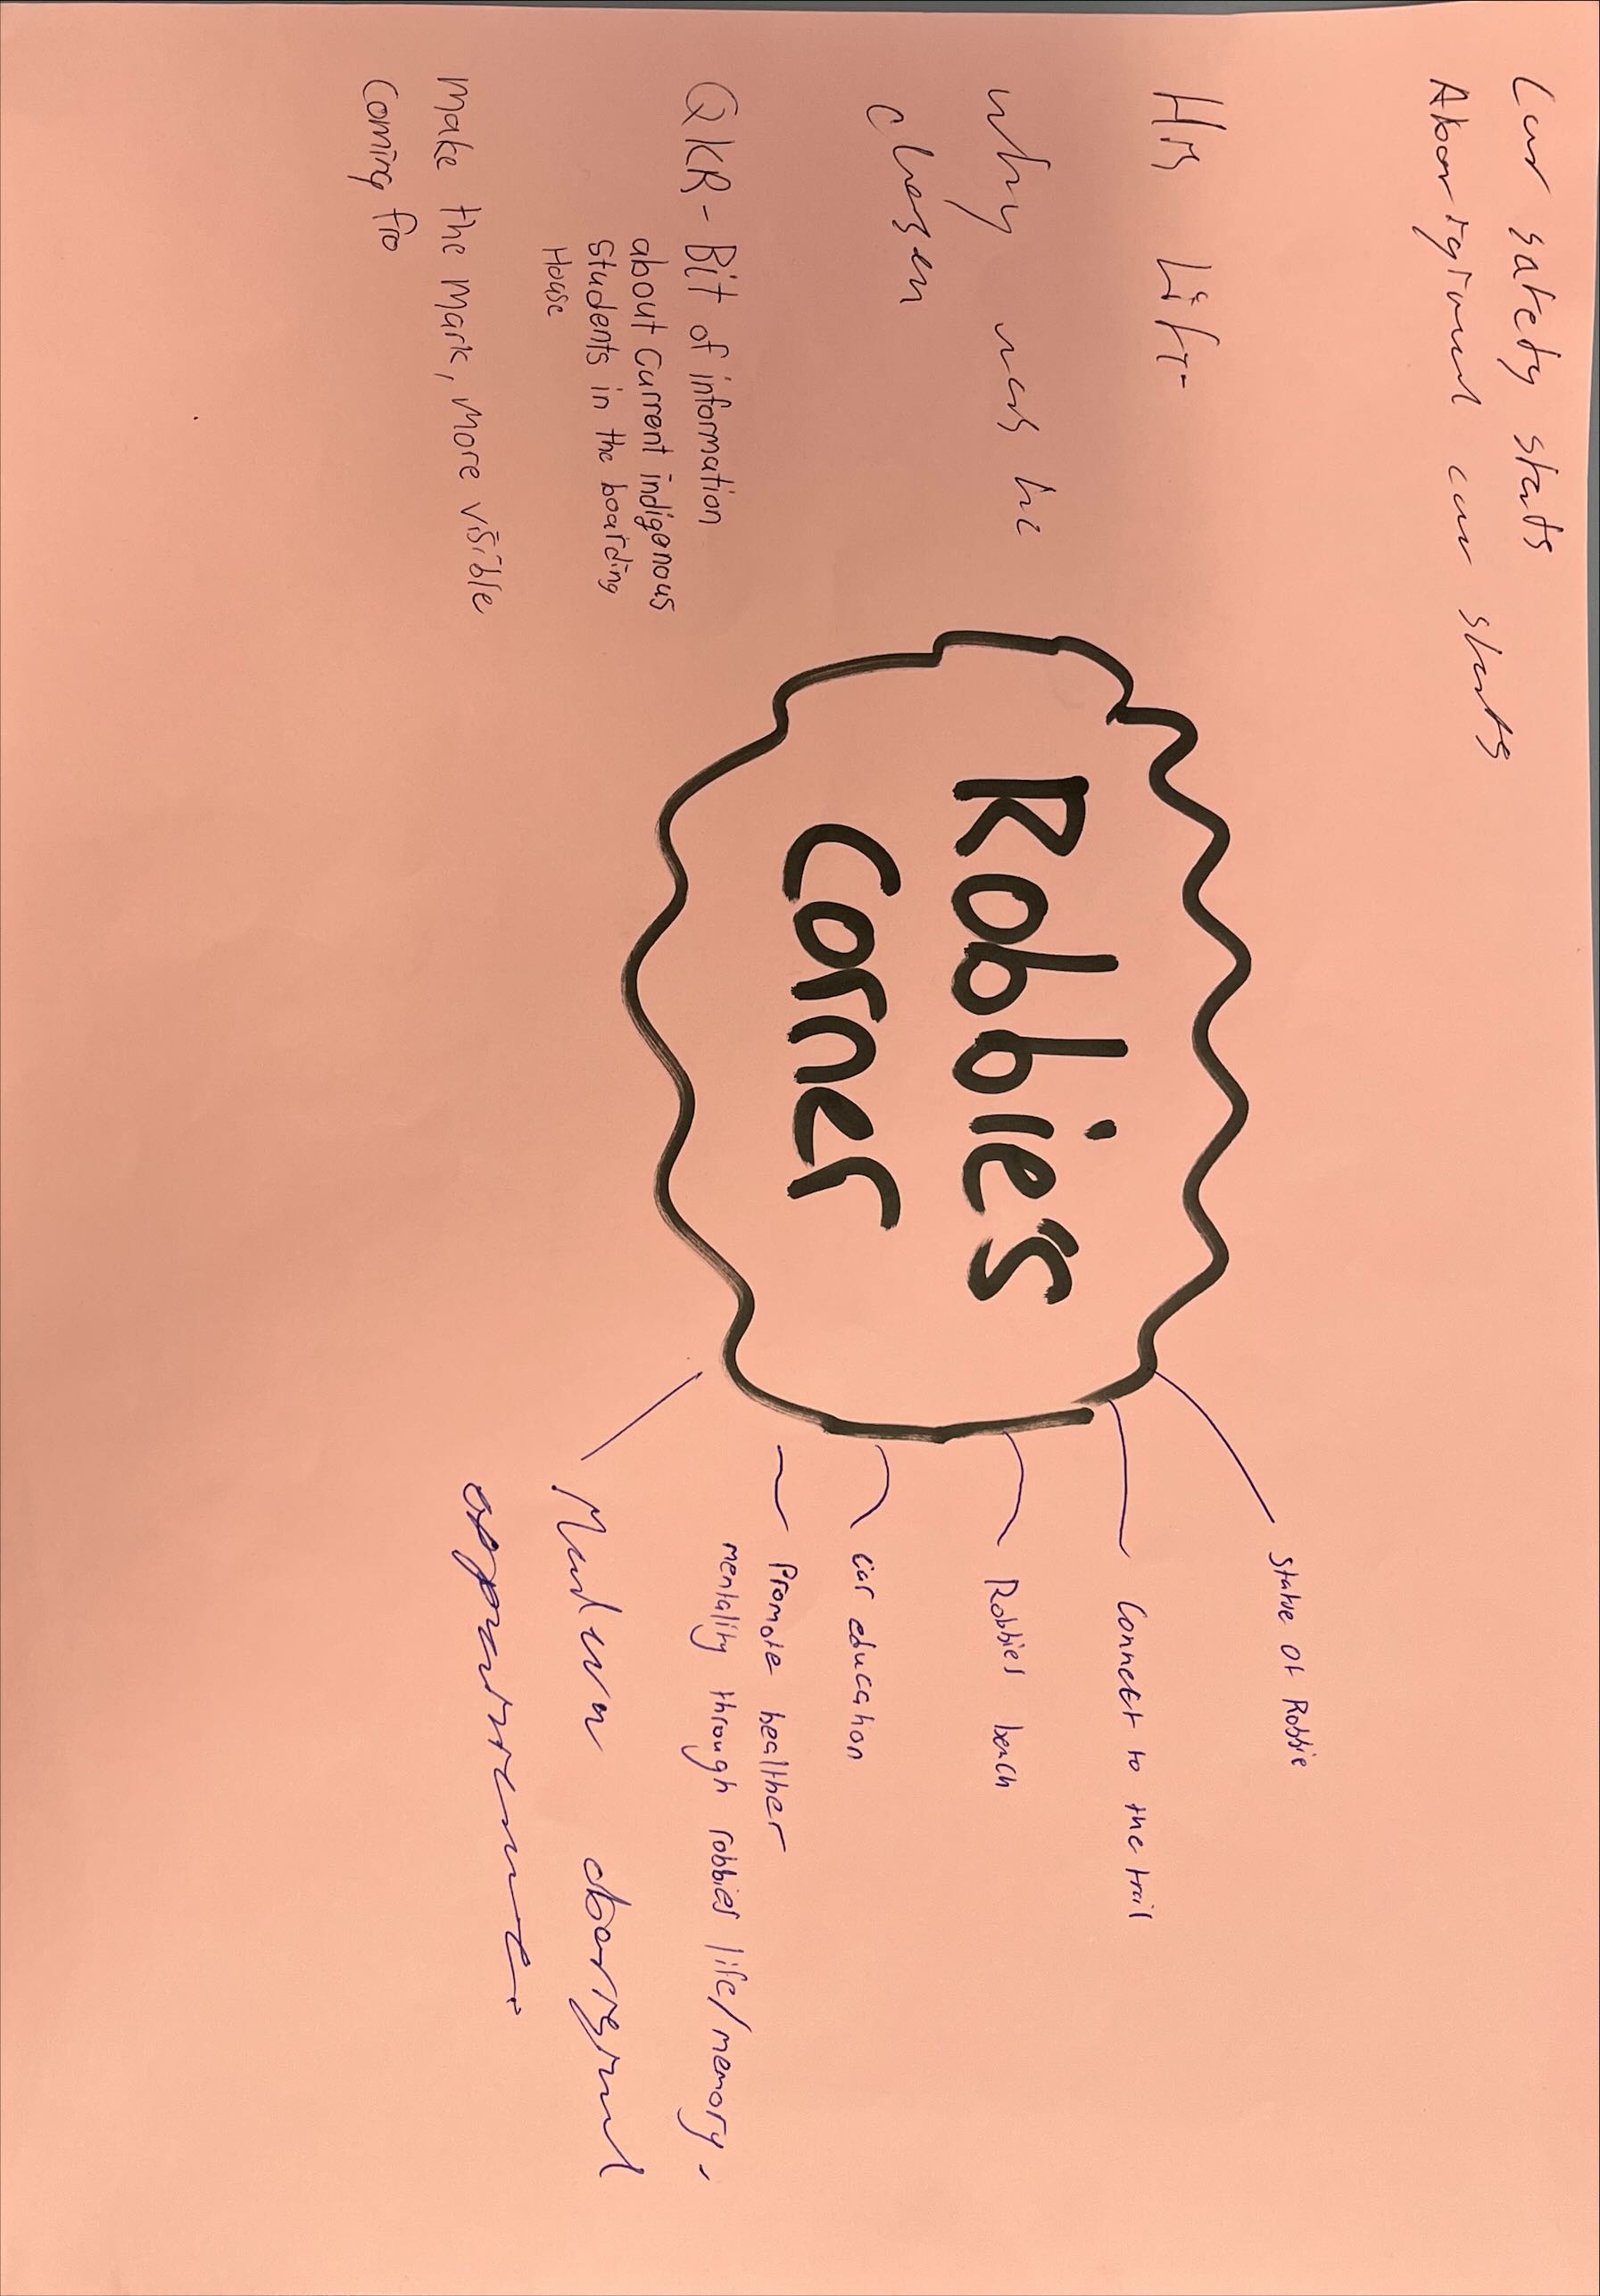 Car safety stats
Aboriginal car stats
His Life
why was he
chosen
QKR - Bit of information
about current indigenous
Students in the boarding
House
make the mark, more visible
Coming fro
Robbie's
Corner
Statue of Robbie
Connect to the trail
Robbies bench
Car education
Promote healther
mentality through robbies life/memory.
Modern aboriginal